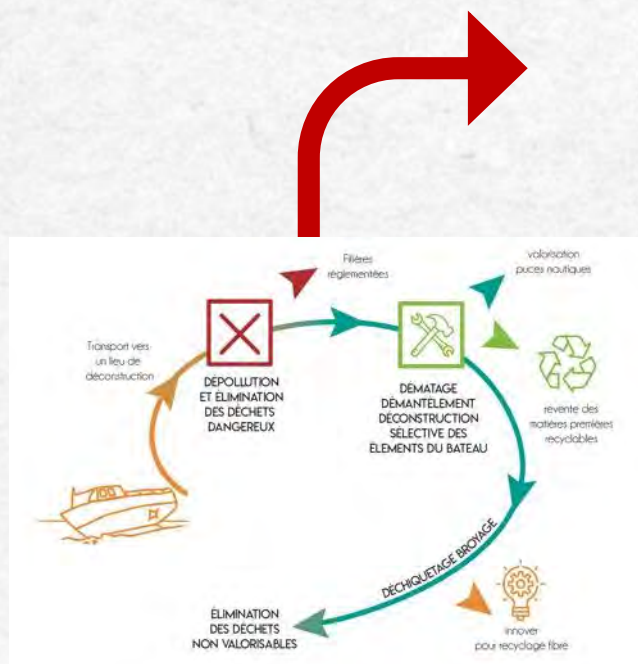 Filières
réglementées
valorisation
puces nautiques
Transport vers
un lieu de
déconstruction
DÉPOLLUTION
ET ÉLIMINATION
DES DÉCHETS
DANGEREUX
DÉMATAGE
DÉMANTÈLEMENT
DÉCONSTRUCTION
SÉLECTIVE DES
ÉLEMENTS DU BATEAU
revente des
matières premières
recyclables
DÉCHIQUETAGE BROYAGE
ÉLIMINATION
DES DÉCHETS
NON VALORISABLES
innover
pour recyclage fibre